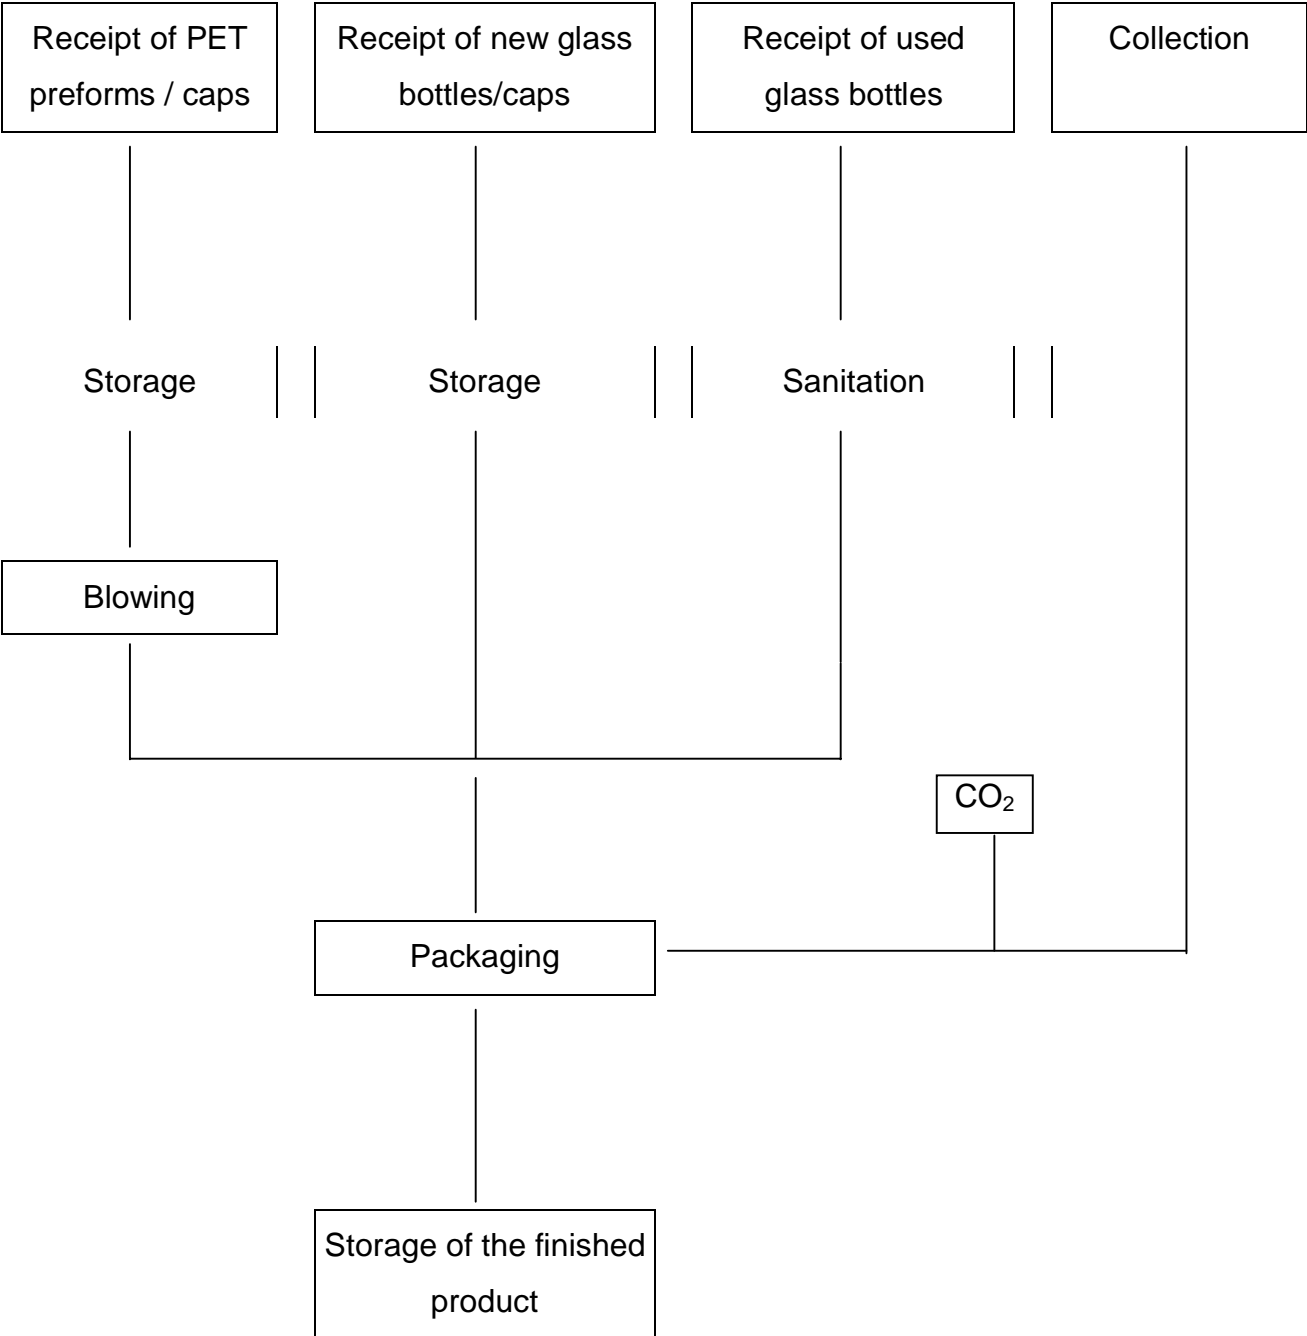 Receipt of PET
preforms / caps
Receipt of new glass
bottles/caps
Receipt of used
glass bottles
Collection
Storage
Storage
Sanitation
Blowing
CO₂
Packaging
Storage of the finished
product